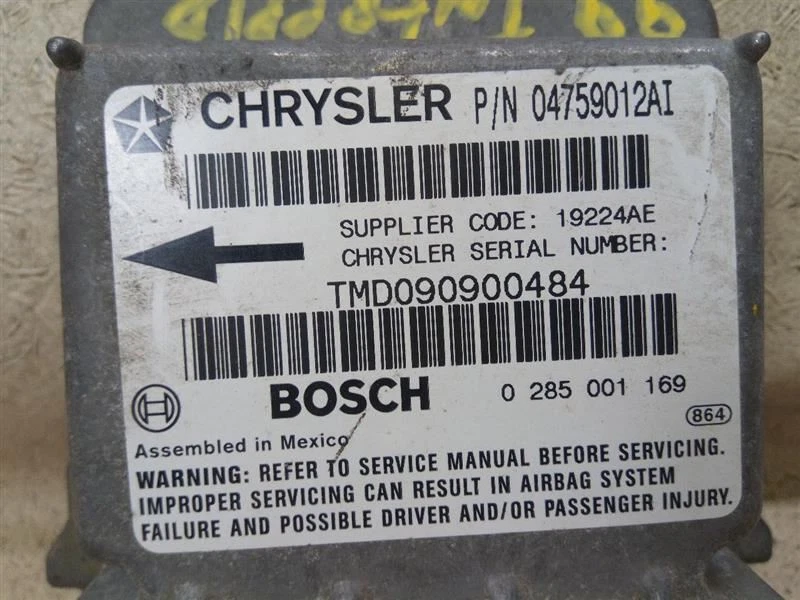 CHRYSLER P/N 04759012AI
SUPPLIER CODE: 19224AE
CHRYSLER SERIAL NUMBER:
TMD090900484
BOSCH 0 285 001 169
864
Assembled in Mexico
WARNING: REFER TO SERVICE MANUAL BEFORE SERVICING.
IMPROPER SERVICING CAN RESULT IN AIRBAG SYSTEM
FAILURE AND POSSIBLE DRIVER AND/OR PASSENGER INJURY.